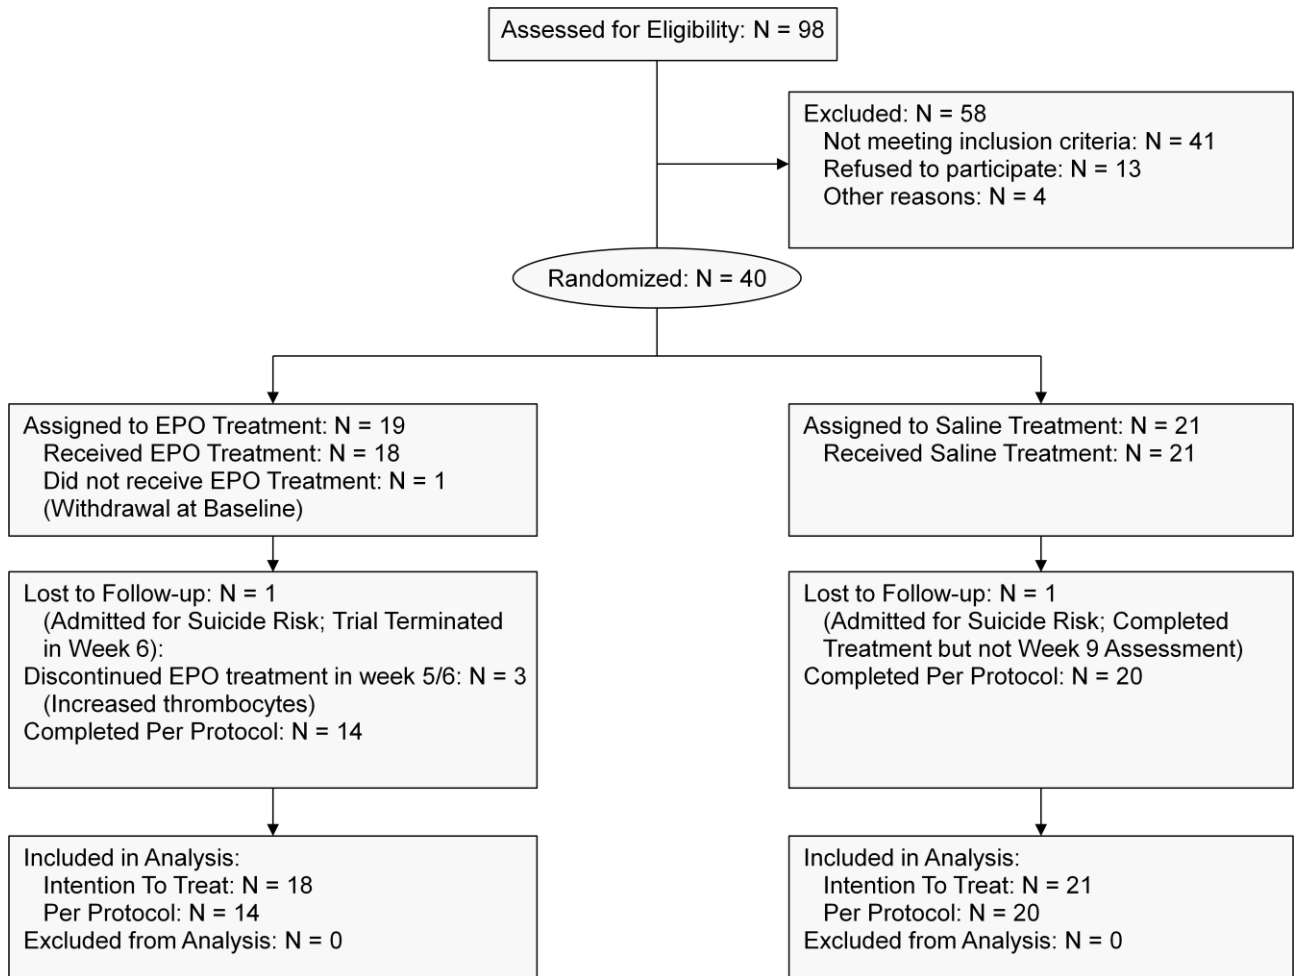 Assessed for Eligibility: N = 98
Excluded: N = 58
Not meeting inclusion criteria: N = 41
Refused to participate: N = 13
Other reasons: N = 4
Randomized: N = 40
Assigned to EPO Treatment: N = 19
Received EPO Treatment: N = 18
Did not receive EPO Treatment: N = 1
(Withdrawal at Baseline)
Assigned to Saline Treatment: N = 21
Received Saline Treatment: N = 21
Lost to Follow-up: N = 1
(Admitted for Suicide Risk; Trial Terminated
in Week 6):
Discontinued EPO treatment in week 5/6: N = 3
(Increased thrombocytes)
Completed Per Protocol: N = 14
Lost to Follow-up: N = 1
(Admitted for Suicide Risk; Completed
Treatment but not Week 9 Assessment)
Completed Per Protocol: N = 20
Included in Analysis:
Intention To Treat: N = 18
Per Protocol: N = 14
Excluded from Analysis: N = 0
Included in Analysis:
Intention To Treat: N = 21
Per Protocol: N = 20
Excluded from Analysis: N = 0